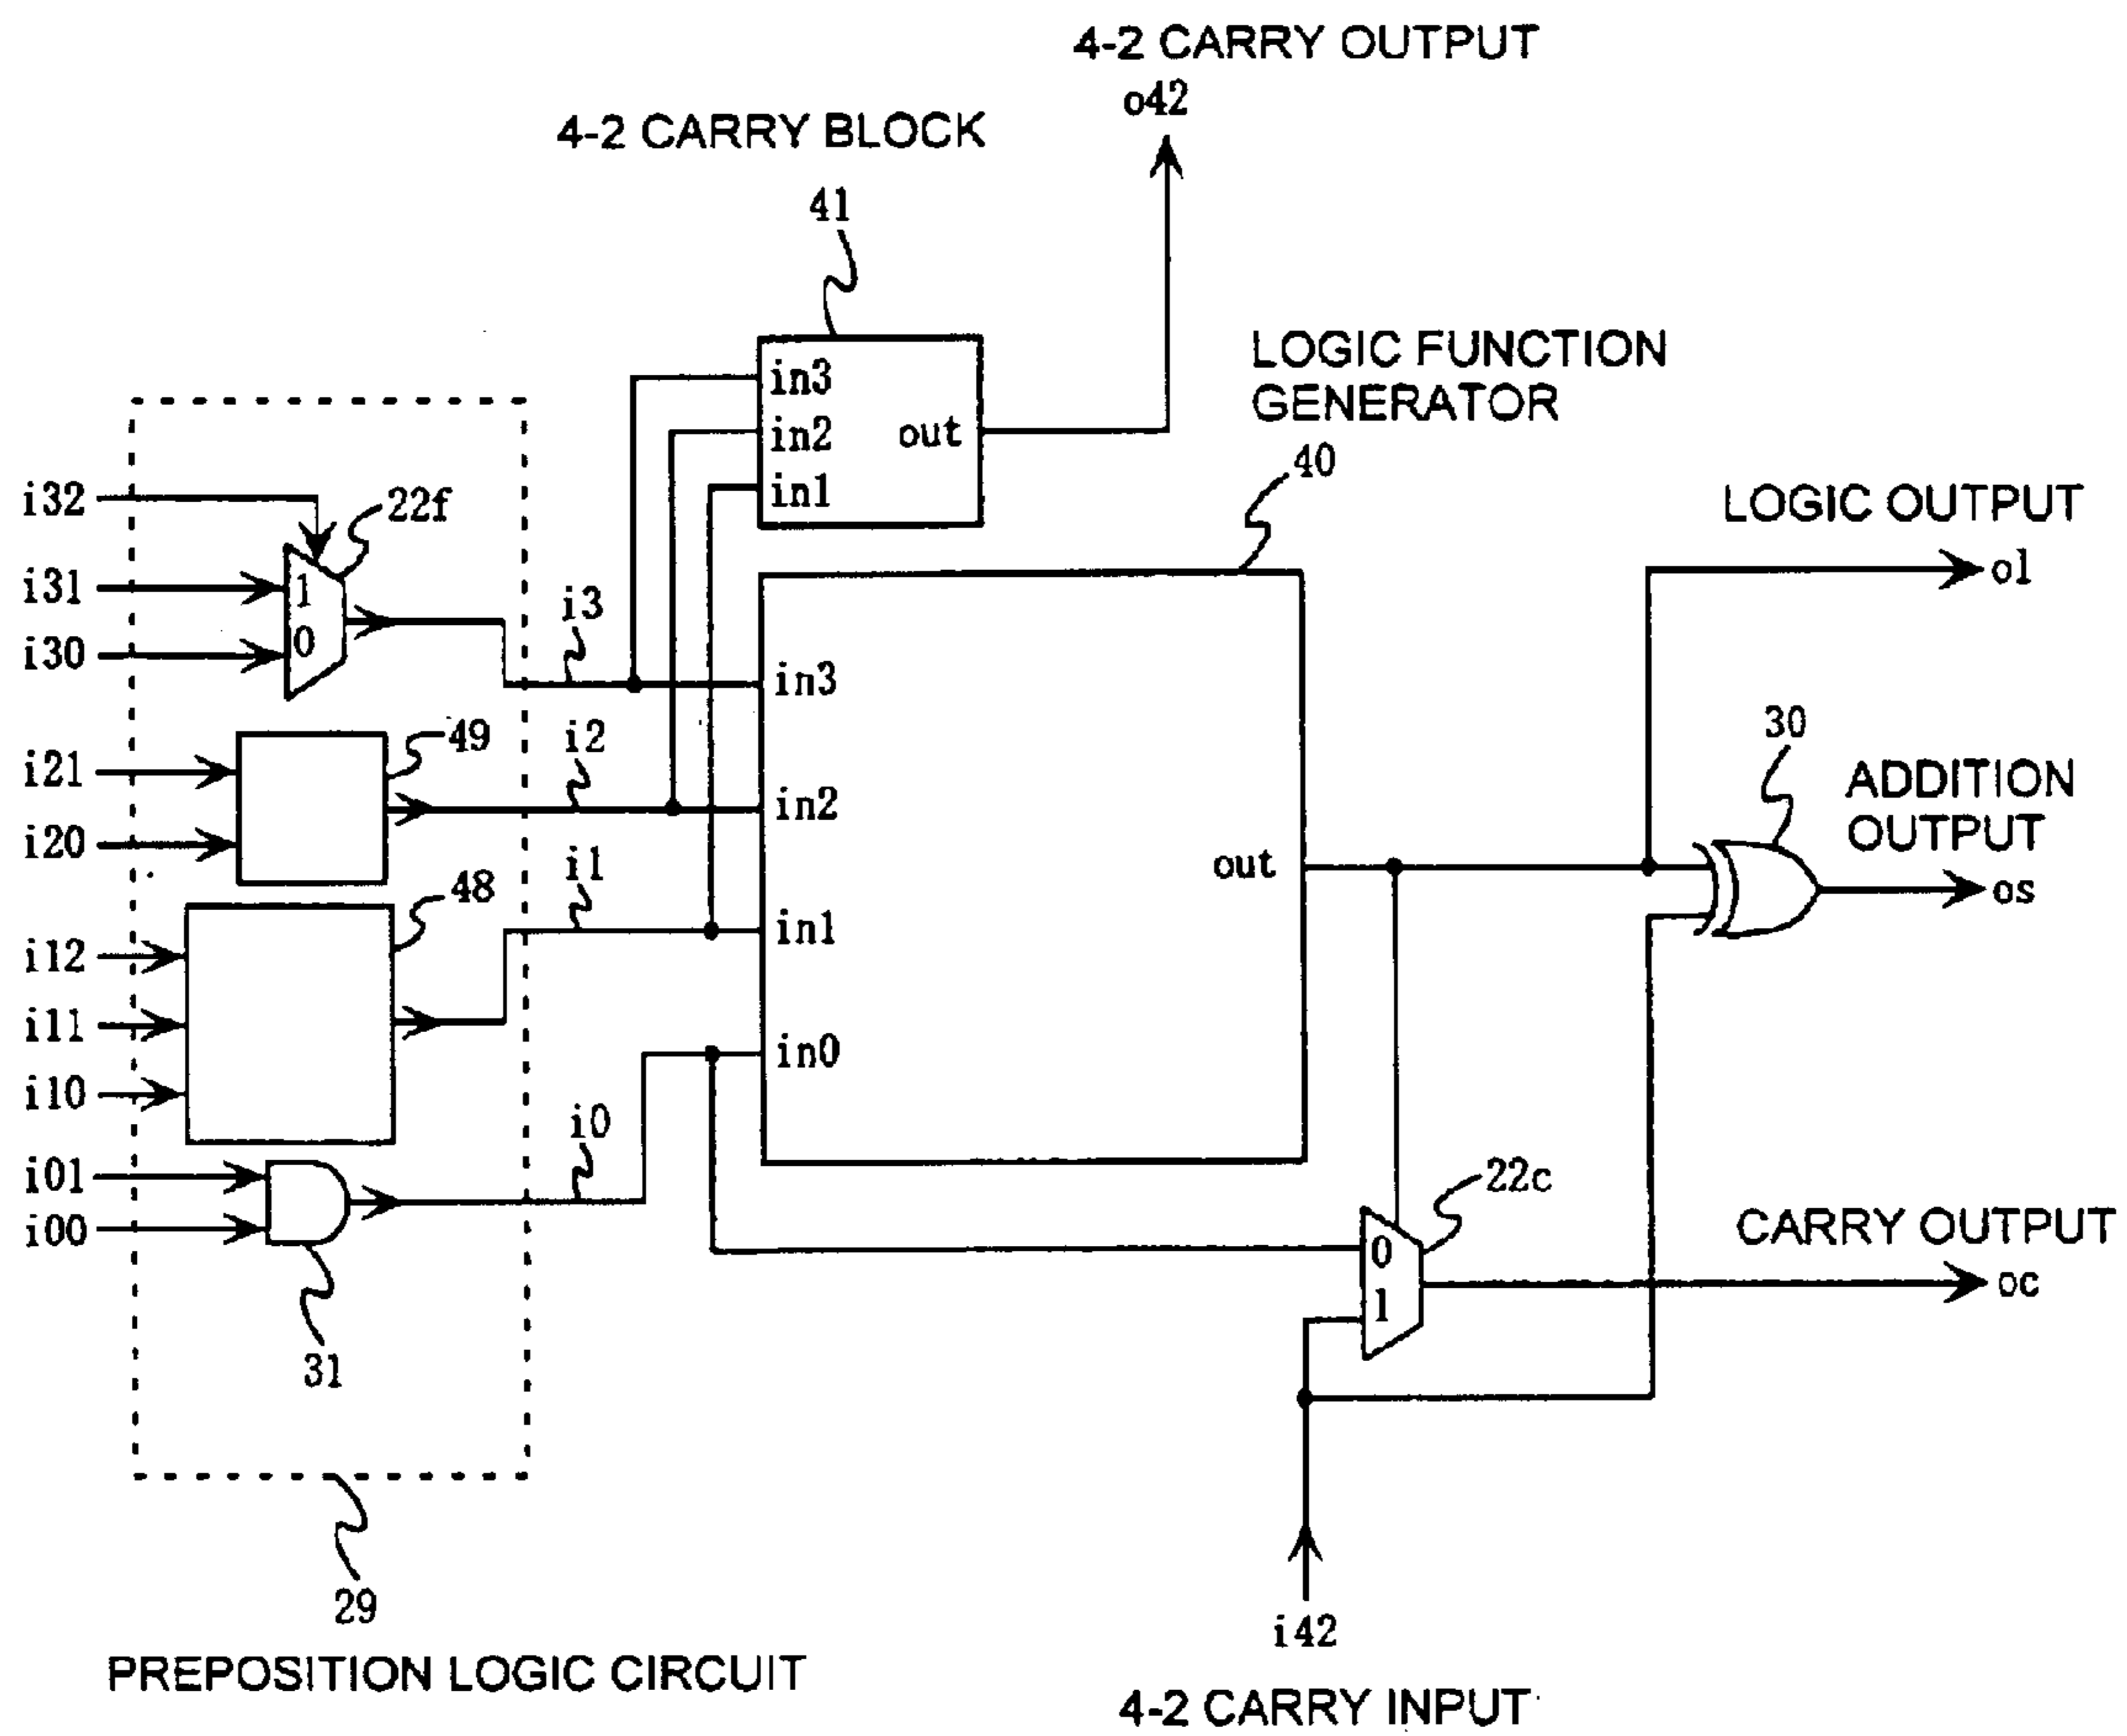 4-2 CARRY OUTPUT
o42
4-2 CARRY BLOCK
41
in3
in2
in1
out
LOGIC FUNCTION
GENERATOR
40
i32
22f
i31
1
i30
0
i3
in3
LOGIC OUTPUT
ol
i21
49
i2
i20
in2
30
ADDITION
OUTPUT
out
os
48
i1
i12
in1
i11
i10
in0
i01
i0
i00
31
22c
0
1
CARRY OUTPUT
oc
29
i42
PREPOSITION LOGIC CIRCUIT
4-2 CARRY INPUT